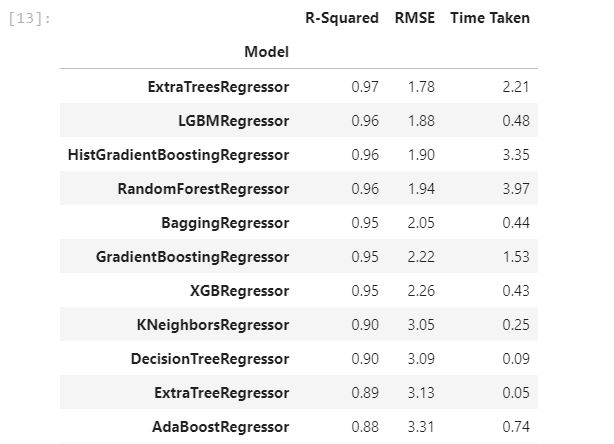 [13]:
R-Squared RMSE Time Taken
Model
ExtraTreesRegressor 0.97 1.78 2.21
LGBMRegressor 0.96 1.88 0.48
HistGradientBoostingRegressor 0.96 1.90 3.35
RandomForestRegressor 0.96 1.94 3.97
BaggingRegressor 0.95 2.05 0.44
GradientBoostingRegressor 0.95 2.22 1.53
XGBRegressor 0.95 2.26 0.43
KNeighborsRegressor 0.90 3.05 0.25
DecisionTreeRegressor 0.90 3.09 0.09
ExtraTreeRegressor 0.89 3.13 0.05
AdaBoostRegressor 0.88 3.31 0.74